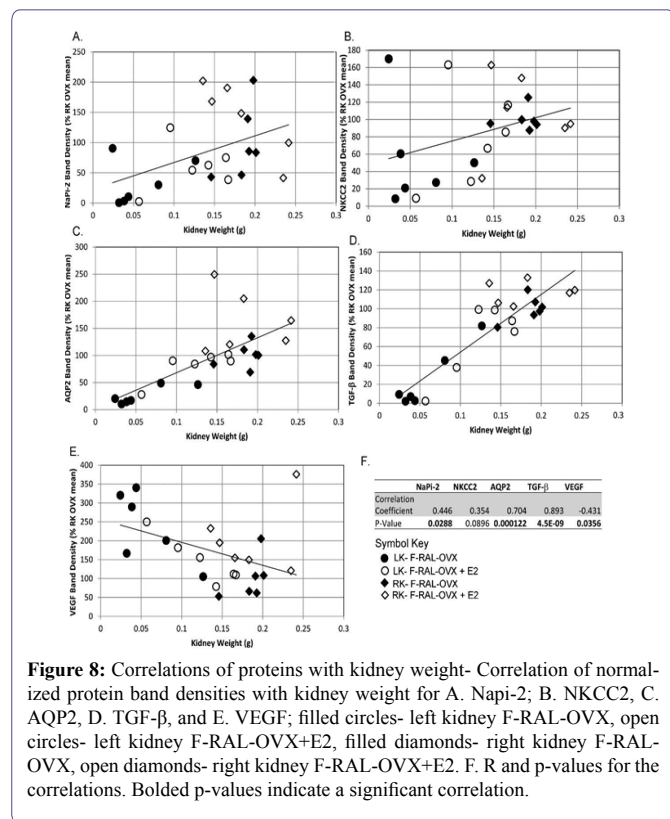 A.
NaPi-2 Band Density (% RK OVX mean)
250
200
150
100
50
0
0 0.05 0.1 0.15 0.2 0.25 0.3
Kidney Weight (g)
B.
NKCC2 Band Density (% RK OVX mean)
180
160
140
120
100
80
60
40
20
0
0 0.05 0.1 0.15 0.2 0.25 0.3
Kidney Weight (g)
C.
AQP2 Band Density (% RK OVX mean)
300
250
200
150
100
50
0
0 0.05 0.1 0.15 0.2 0.25 0.3
Kidney Weight (g)
D.
TGF-β Band Density (% RK OVX mean)
160
140
120
100
80
60
40
20
0
0 0.05 0.1 0.15 0.2 0.25 0.3
Kidney Weight (g)
E.
VEGF Band Density (% RK OVX mean)
400
350
300
250
200
150
100
50
0
0 0.05 0.1 0.15 0.2 0.25 0.3
Kidney Weight (g)
F.
NaPi-2 NKCC2 AQP2 TGF-β VEGF
Correlation
Coefficient 0.446 0.354 0.704 0.893 -0.431
P-Value 0.0288 0.0896 0.000122 4.5E-09 0.0356
Symbol Key
LK- F-RAL-OVX
LK- F-RAL-OVX + E2
RK- F-RAL-OVX
RK- F-RAL-OVX + E2
Figure 8: Correlations of proteins with kidney weight- Correlation of normal-
ized protein band densities with kidney weight for A. Napi-2; B. NKCC2, C.
AQP2, D. TGF-β, and E. VEGF; filled circles- left kidney F-RAL-OVX, open
circles- left kidney F-RAL-OVX+E2, filled diamonds- right kidney F-RAL-
OVX, open diamonds- right kidney F-RAL-OVX+E2. F. R and p-values for the
correlations. Bolded p-values indicate a significant correlation.